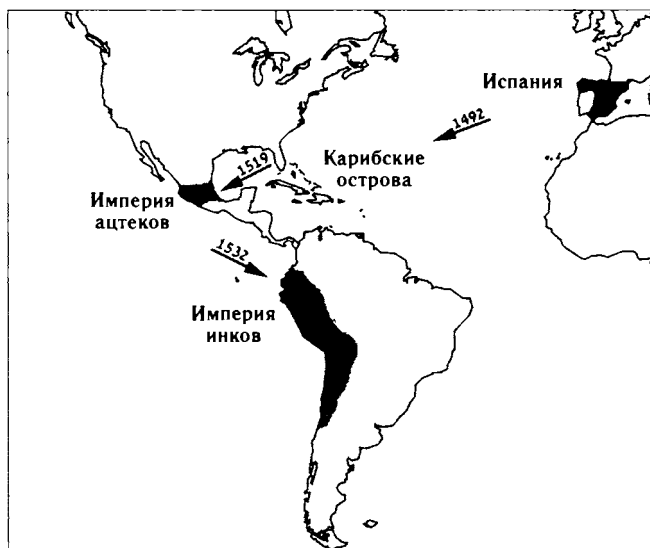 Испания
1492
1519
Карибские
острова
Империя
ацтеков
1532
Империя
инков